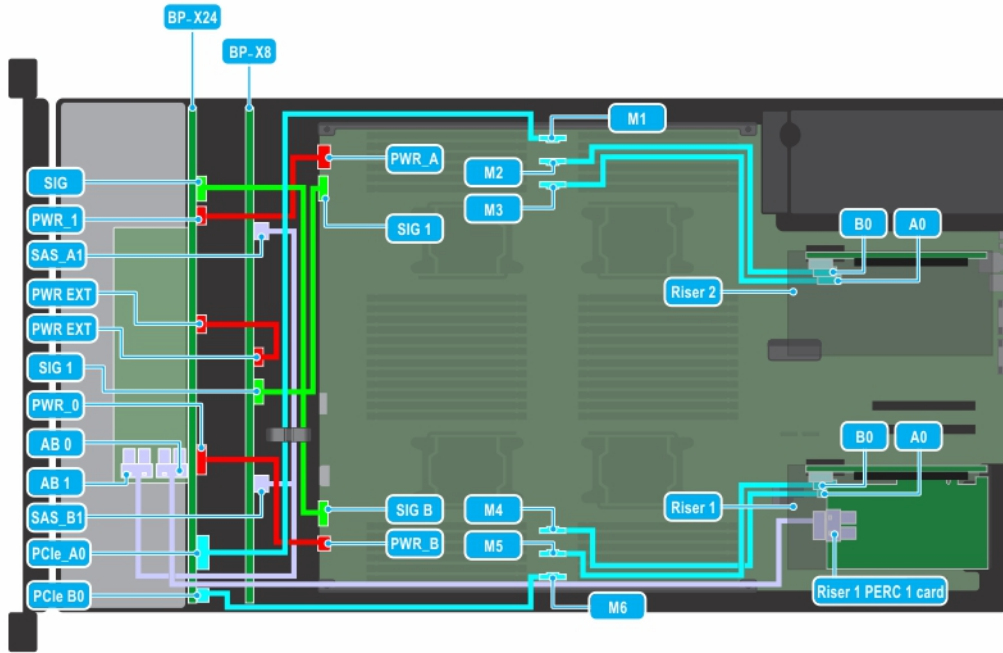 BP-X24
BP-X8
SIG
PWR_1
SAS_A1
PWR EXT
PWR EXT
SIG 1
PWR_0
AB 0
AB 1
SAS_B1
PCIe_A0
PCIe B0
PWR_A
SIG 1
SIG B
PWR_B
M1
M2
M3
M4
M5
M6
B0
A0
Riser 2
B0
A0
Riser 1
Riser 1 PERC 1 card